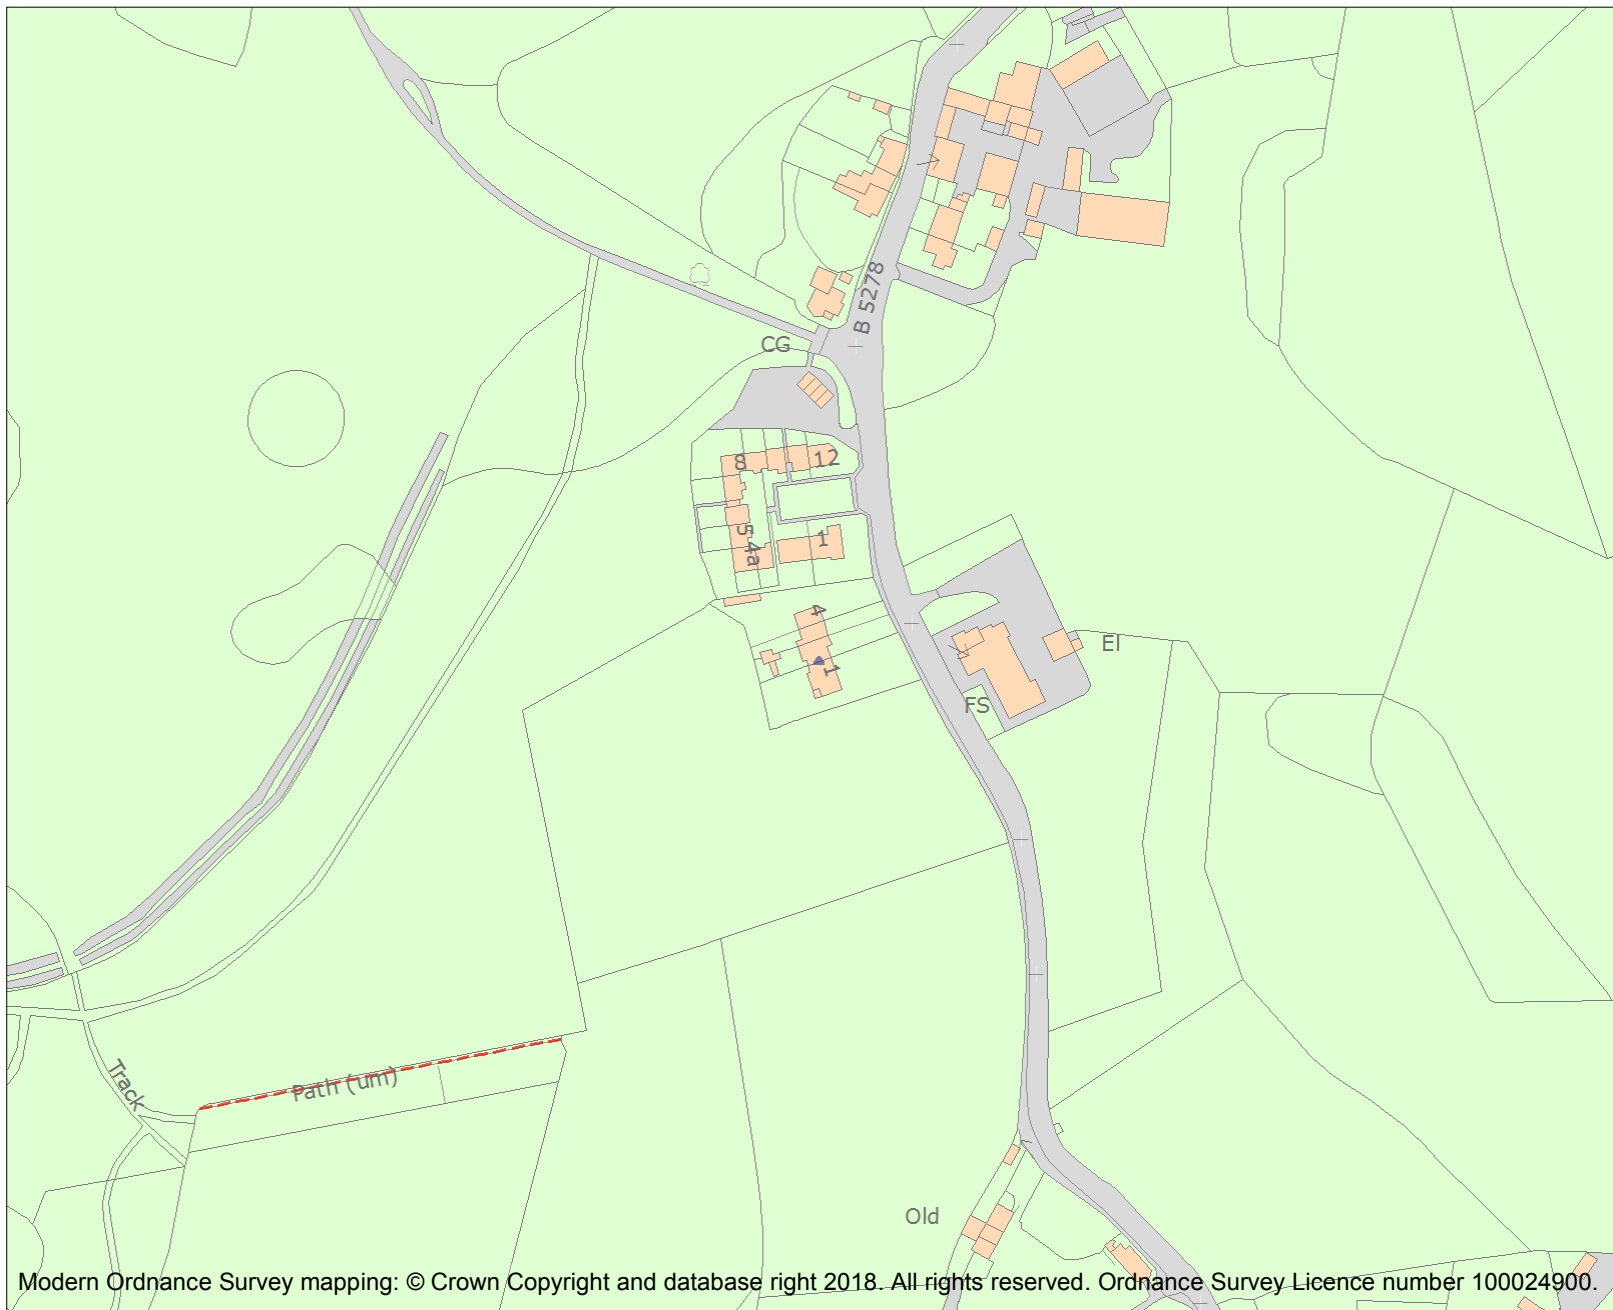 B 5278
CG
8
12
5
4a
1
4
1
El
FS
Path (um)
Track
Old
Modern Ordnance Survey mapping: © Crown Copyright and database right 2018. All rights reserved. Ordnance Survey Licence number 100024900.